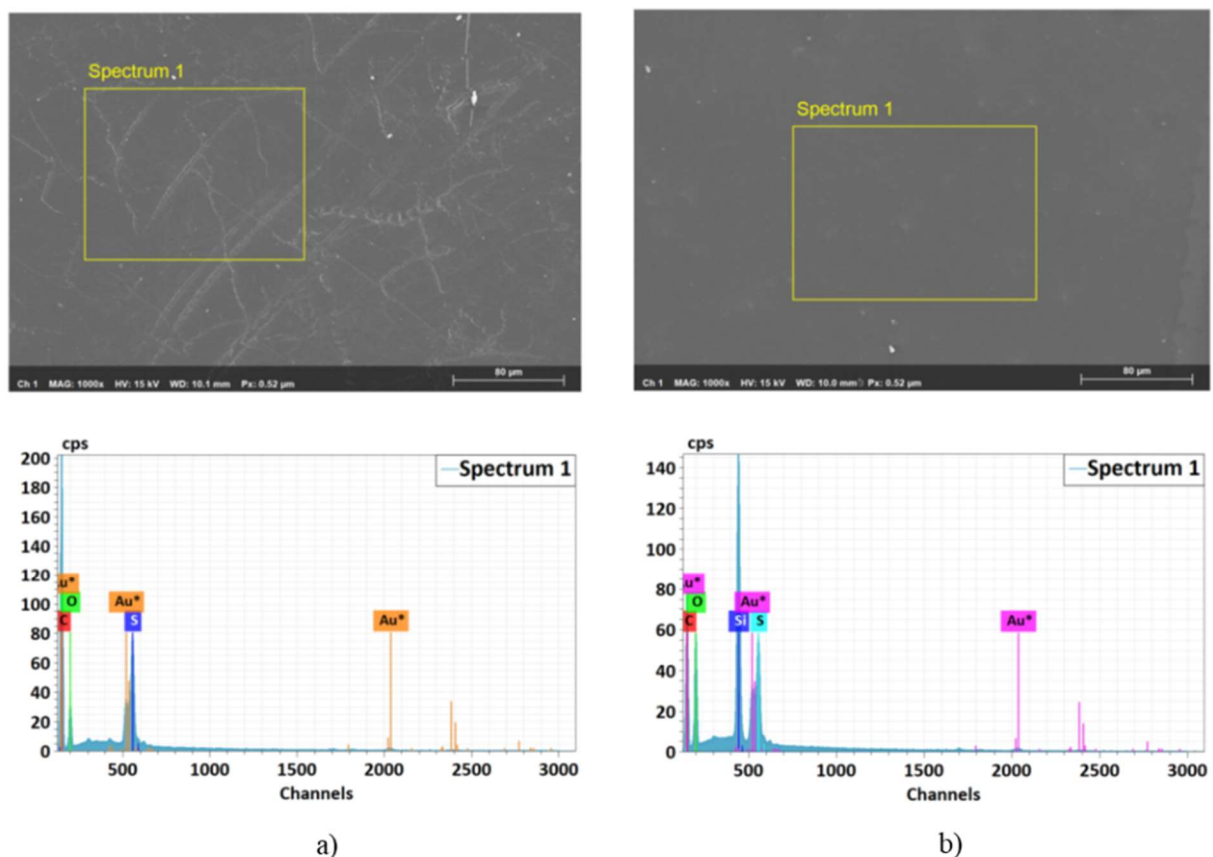 Spectrum 1
Ch 1 MAG: 1000x HV: 15 kV WD: 10.1 mm Px: 0.52 µm
80 µm
Spectrum 1
Ch 1 MAG: 1000x HV: 15 kV WD: 10.0 mm Px: 0.52 µm
80 µm
cps
Spectrum 1
200
180
160
140
120
100
80
60
40
20
0
u*
O
C
Au*
S
Au*
500 1000 1500 2000 2500 3000
Channels
a)
cps
Spectrum 1
140
120
100
80
60
40
20
0
u*
O
C
Au*
Si
S
Au*
500 1000 1500 2000 2500 3000
Channels
b)